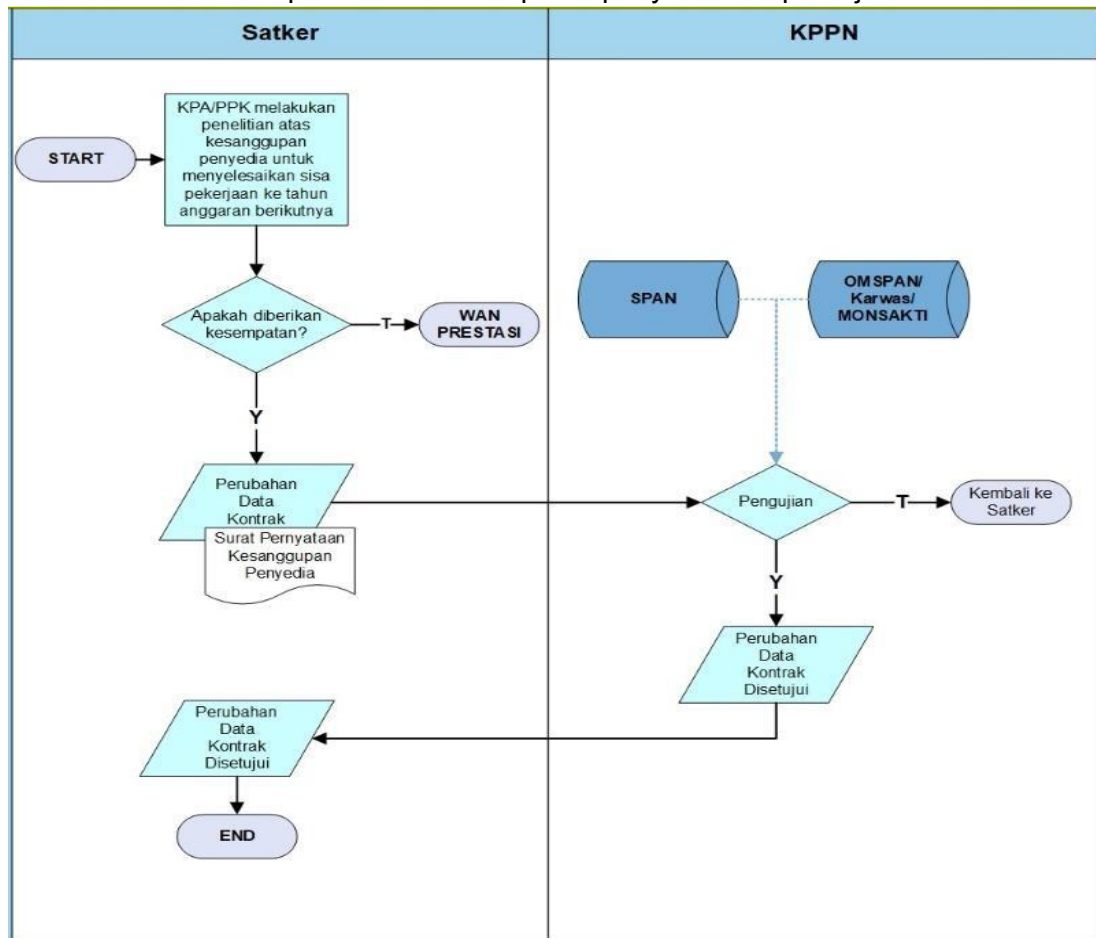 Satker
KPPN
START
KPA/PPK melakukan
penelitian atas
kesanggupan
penyedia untuk
menyelesaikan sisa
pekerjaan ke tahun
anggaran berikutnya
Apakah diberikan
kesempatan?
T
WAN
PRESTASI
Y
Perubahan
Data
Kontrak
Surat Pernyataan
Kesanggupan
Penyedia
SPAN
OMSPAN/
Karwas/
MONSAKTI
Pengujian
T
Kembali ke
Satker
Y
Perubahan
Data
Kontrak
Disetujui
Perubahan
Data
Kontrak
Disetujui
END